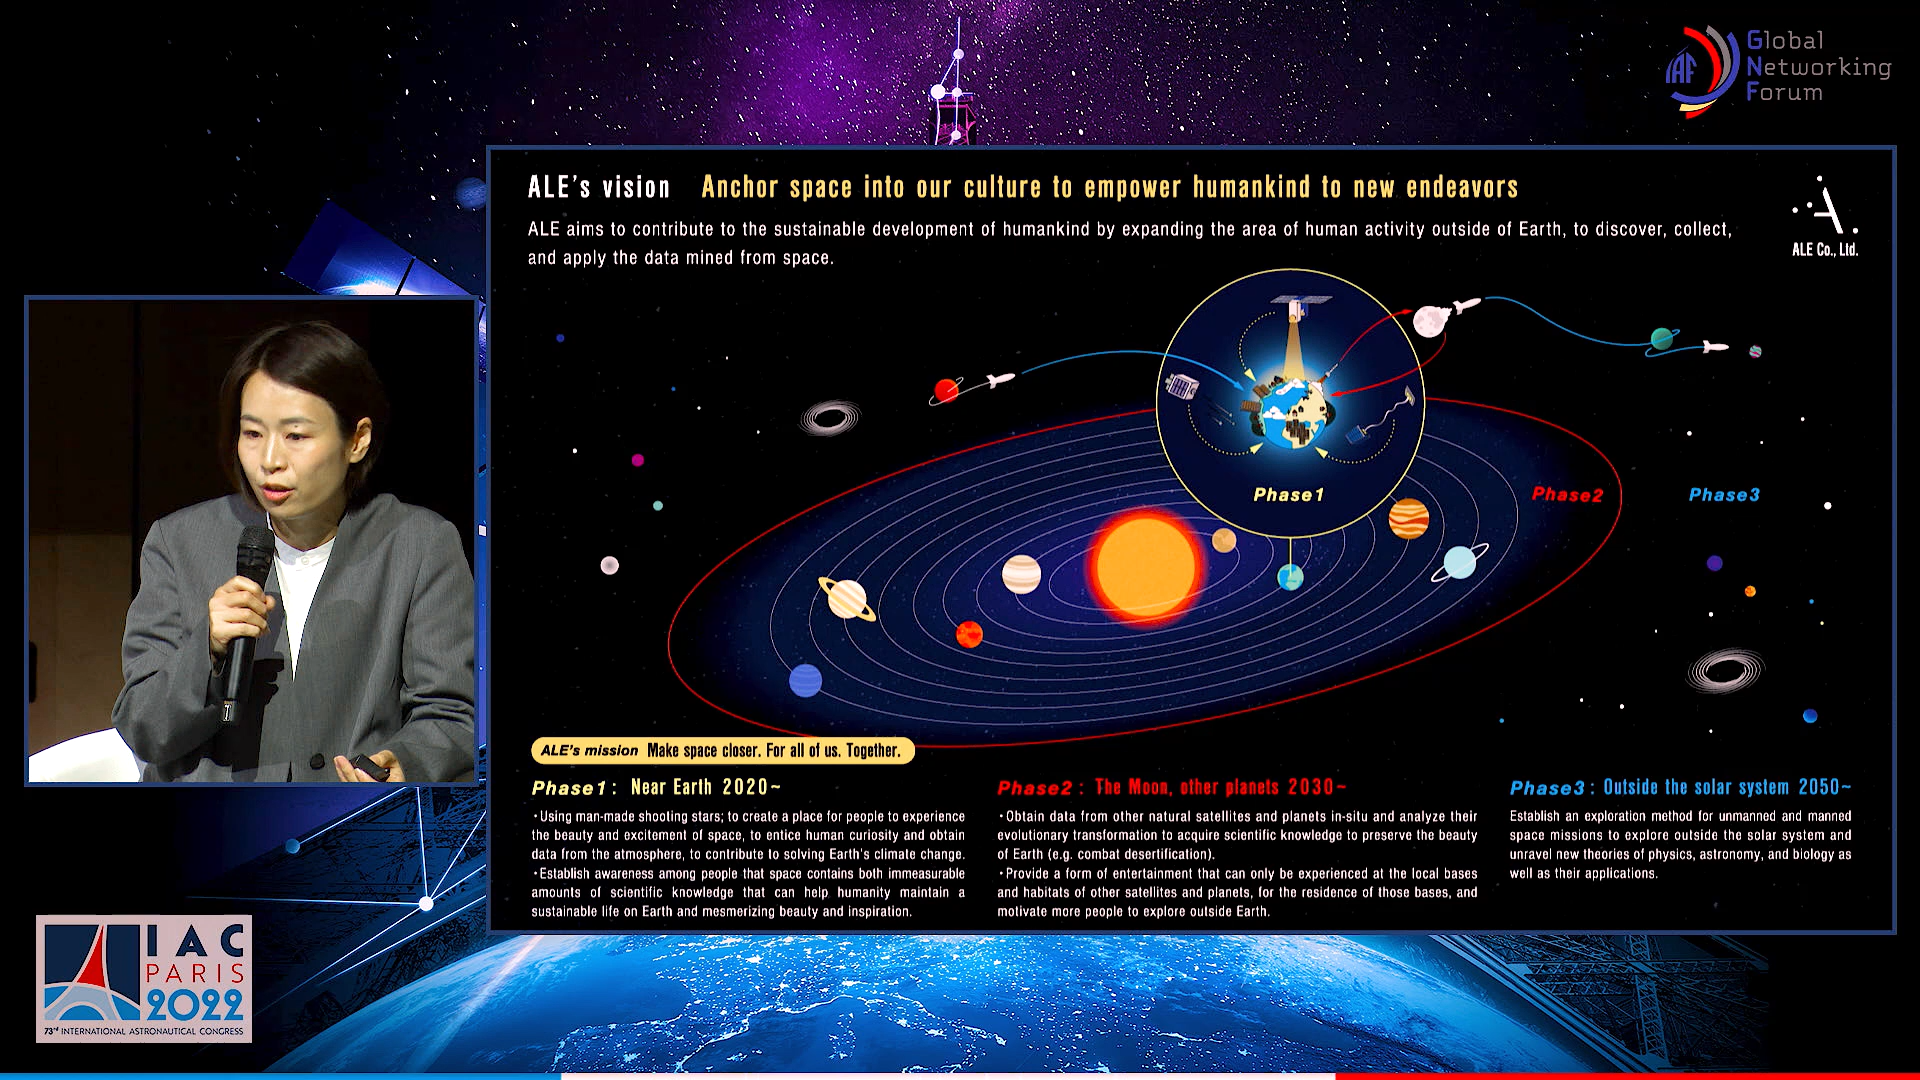 Global
Networking
Forum
IAF
ALE's vision Anchor space into our culture to empower humankind to new endeavors
ALE aims to contribute to the sustainable development of humankind by expanding the area of human activity outside of Earth, to discover, collect,
and apply the data mined from space.
A
ALE Co., Ltd.
Phase1
Phase2
Phase3
ALE's mission Make space closer. For all of us. Together.
Phase1 : Near Earth 2020~
・Using man-made shooting stars; to create a place for people to experience
the beauty and excitement of space, to entice human curiosity and obtain
data from the atmosphere, to contribute to solving Earth's climate change.
・Establish awareness among people that space contains both immeasurable
amounts of scientific knowledge that can help humanity maintain a
sustainable life on Earth and mesmerizing beauty and inspiration.
Phase2 : The Moon, other planets 2030~
・Obtain data from other natural satellites and planets in-situ and analyze their
evolutionary transformation to acquire scientific knowledge to preserve the beauty
of Earth (e.g. combat desertification).
・Provide a form of entertainment that can only be experienced at the local bases
and habitats of other satellites and planets, for the residence of those bases, and
motivate more people to explore outside Earth.
Phase3 : Outside the solar system 2050~
Establish an exploration method for unmanned and manned
space missions to explore outside the solar system and
unravel new theories of physics, astronomy, and biology as
well as their applications.
IAC
PARIS
2022
73rd INTERNATIONAL ASTRONAUTICAL CONGRESS